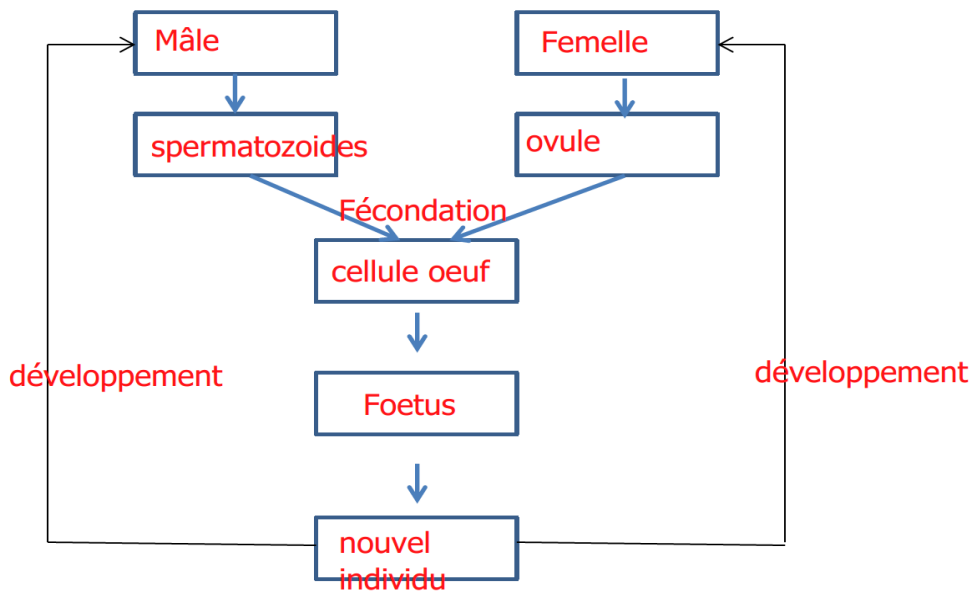 Mâle
Femelle
spermatozoides
ovule
Fécondation
cellule oeuf
développement
développement
Foetus
nouvel
individu